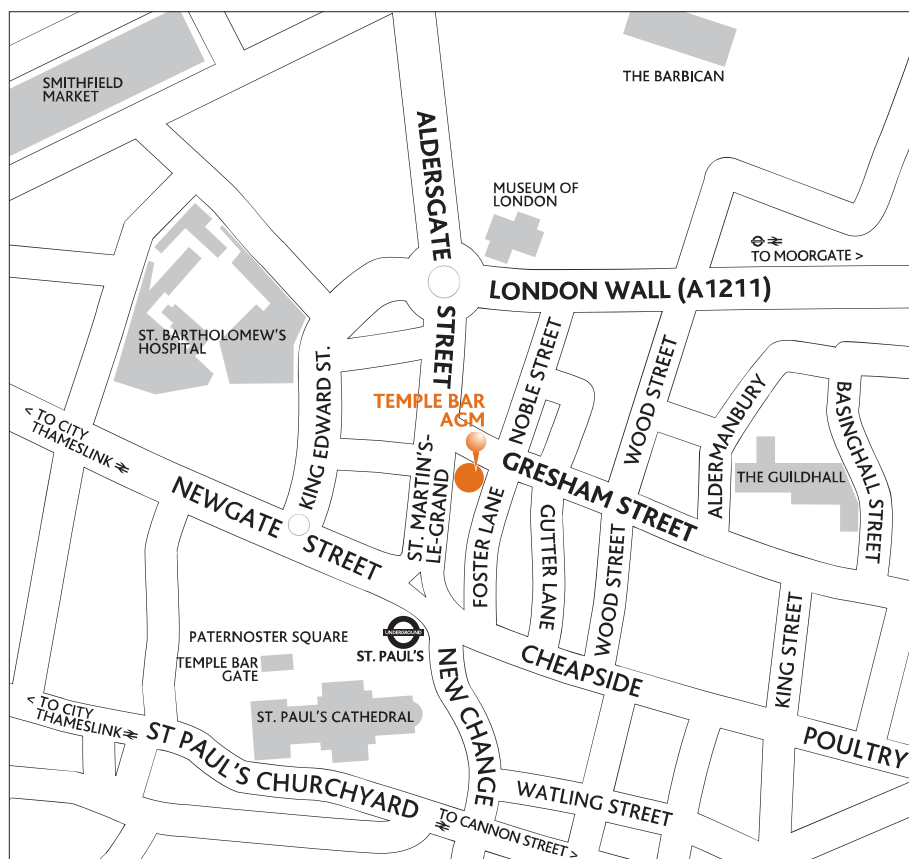 SMITHFIELD
MARKET
THE BARBICAN
ALDERSGATE
STREET
MUSEUM OF
LONDON
TO MOORGATE >
LONDON WALL (A1211)
ST. BARTHOLOMEW'S
HOSPITAL
KING EDWARD ST.
NOBLE STREET
WOOD STREET
TEMPLE BAR
AGM
ALDERMANBURY
BASINGHALL STREET
< TO CITY
THAMESLINK
ST. MARTIN'S-
LE-GRAND
GRESHAM STREET
THE GUILDHALL
NEWGATE
STREET
FOSTER LANE
GUTTER LANE
WOOD STREET
KING STREET
PATERNOSTER SQUARE
UNDERGROUND
ST. PAUL'S
TEMPLE BAR
GATE
CHEAPSIDE
NEW CHANGE
ST. PAUL'S CATHEDRAL
< TO CITY
THAMESLINK
ST PAUL'S CHURCHYARD
POULTRY
WATLING STREET
TO CANNON STREET >